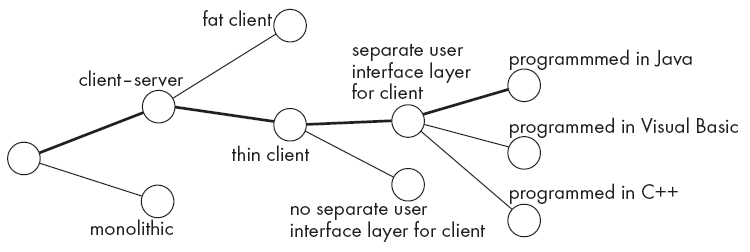 fat client
client–server
separate user
interface layer
for client
programmmed in Java
programmed in Visual Basic
thin client
programmed in C++
no separate user
interface layer for client
monolithic